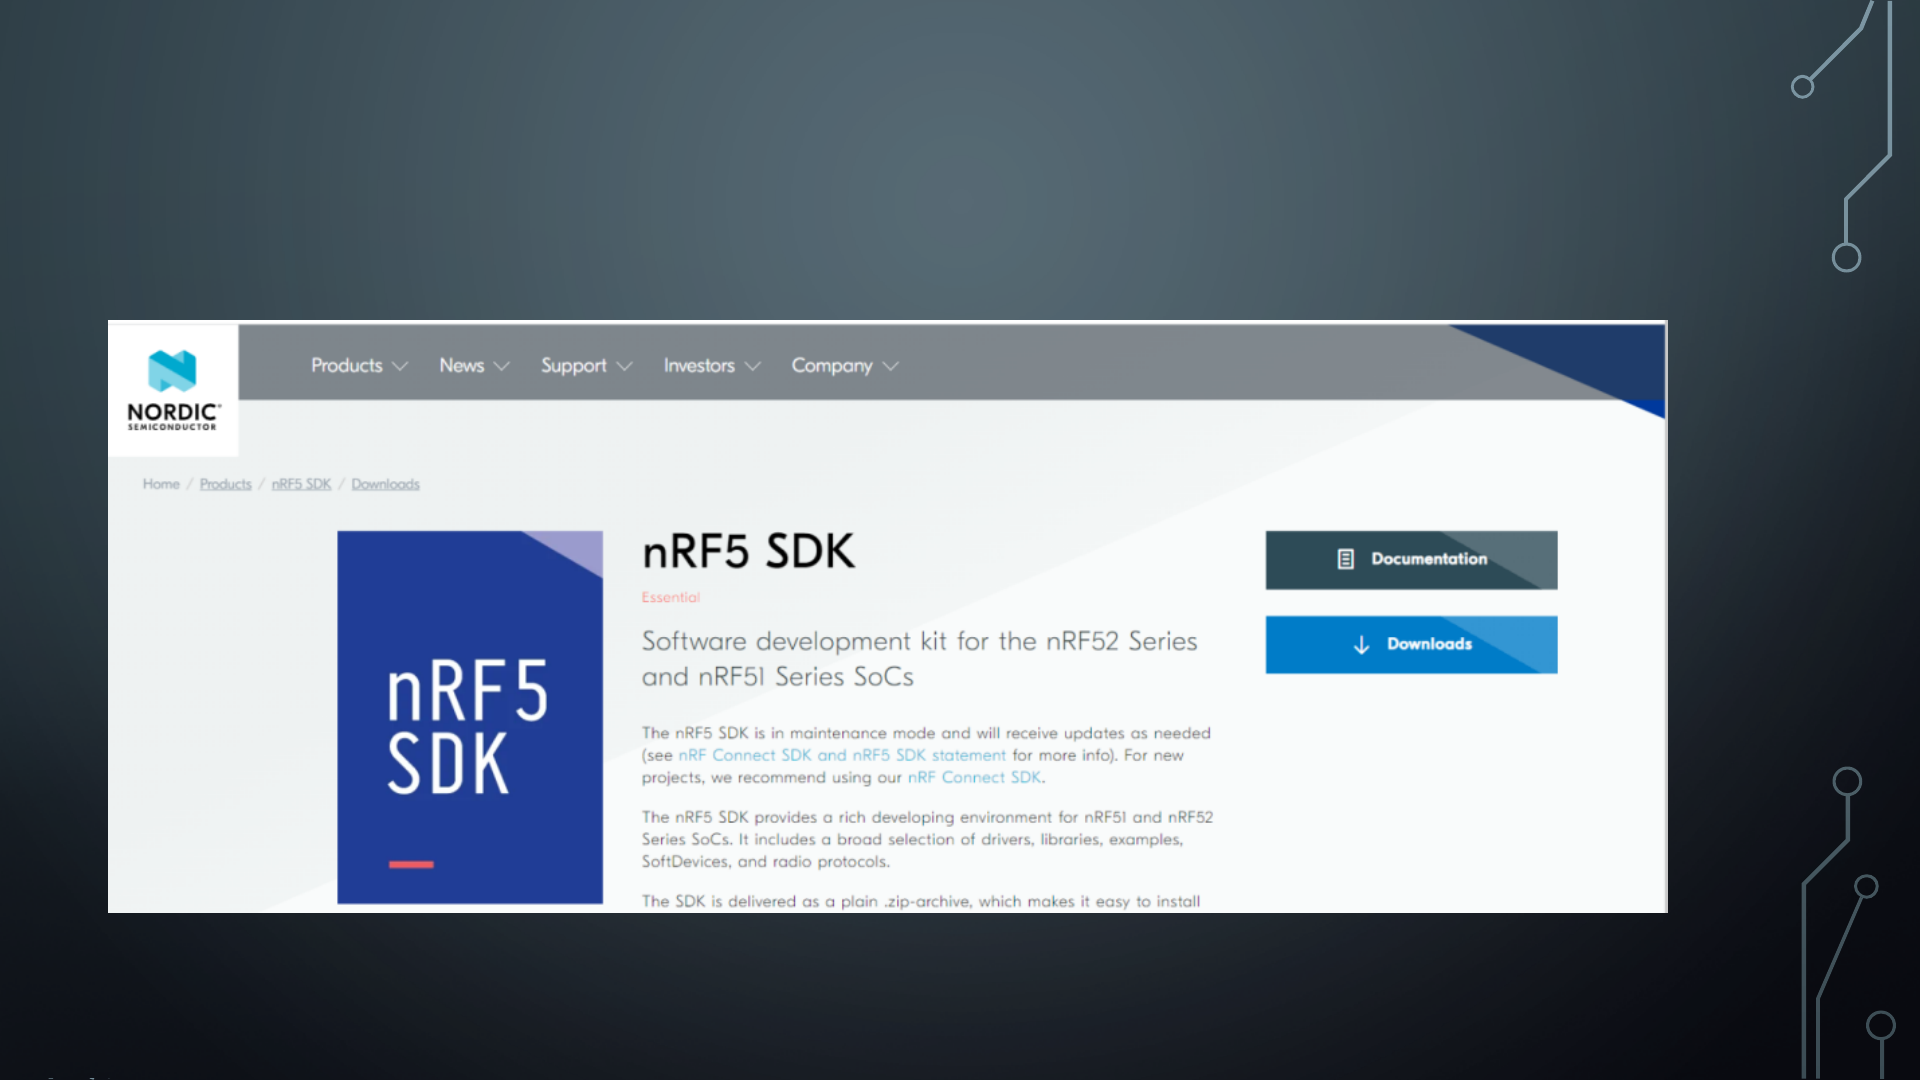 Products
News
Support
Investors
Company
NORDIC
SEMICONDUCTOR
Home / Products / nRF5 SDK / Downloads
nRF5
SDK
nRF5 SDK
Essential
Software development kit for the nRF52 Series
and nRF51 Series SoCs
The nRF5 SDK is in maintenance mode and will receive updates as needed
(see nRF Connect SDK and nRF5 SDK statement for more info). For new
projects, we recommend using our nRF Connect SDK.
The nRF5 SDK provides a rich developing environment for nRF51 and nRF52
Series SoCs. It includes a broad selection of drivers, libraries, examples,
SoftDevices, and radio protocols.
The SDK is delivered as a plain .zip-archive, which makes it easy to install
Documentation
Downloads